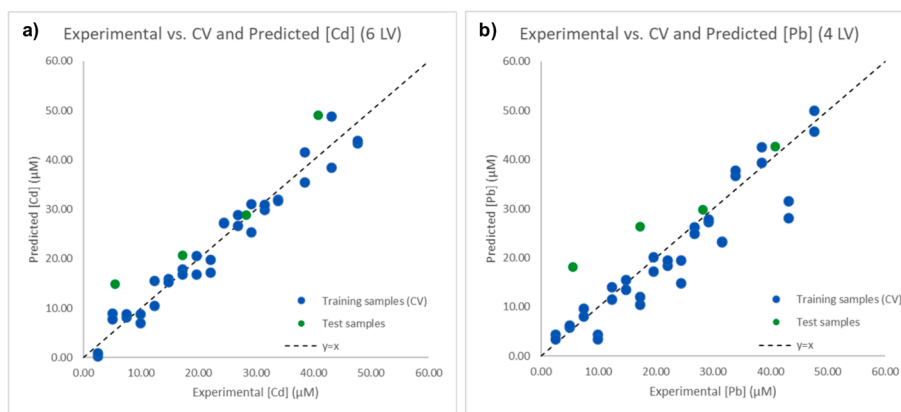 a)
Experimental vs. CV and Predicted [Cd] (6 LV)
60.00
50.00
40.00
30.00
20.00
10.00
0.00
Predicted [Cd] (µM)
Training samples (CV)
Test samples
y=x
0.00 10.00 20.00 30.00 40.00 50.00 60.00
Experimental [Cd] (µM)
b)
Experimental vs. CV and Predicted [Pb] (4 LV)
60.00
50.00
40.00
30.00
20.00
10.00
0.00
Predicted [Pb] (µM)
Training samples (CV)
Test samples
y=x
0.00 10.00 20.00 30.00 40.00 50.00 60.00
Experimental [Pb] (µM)